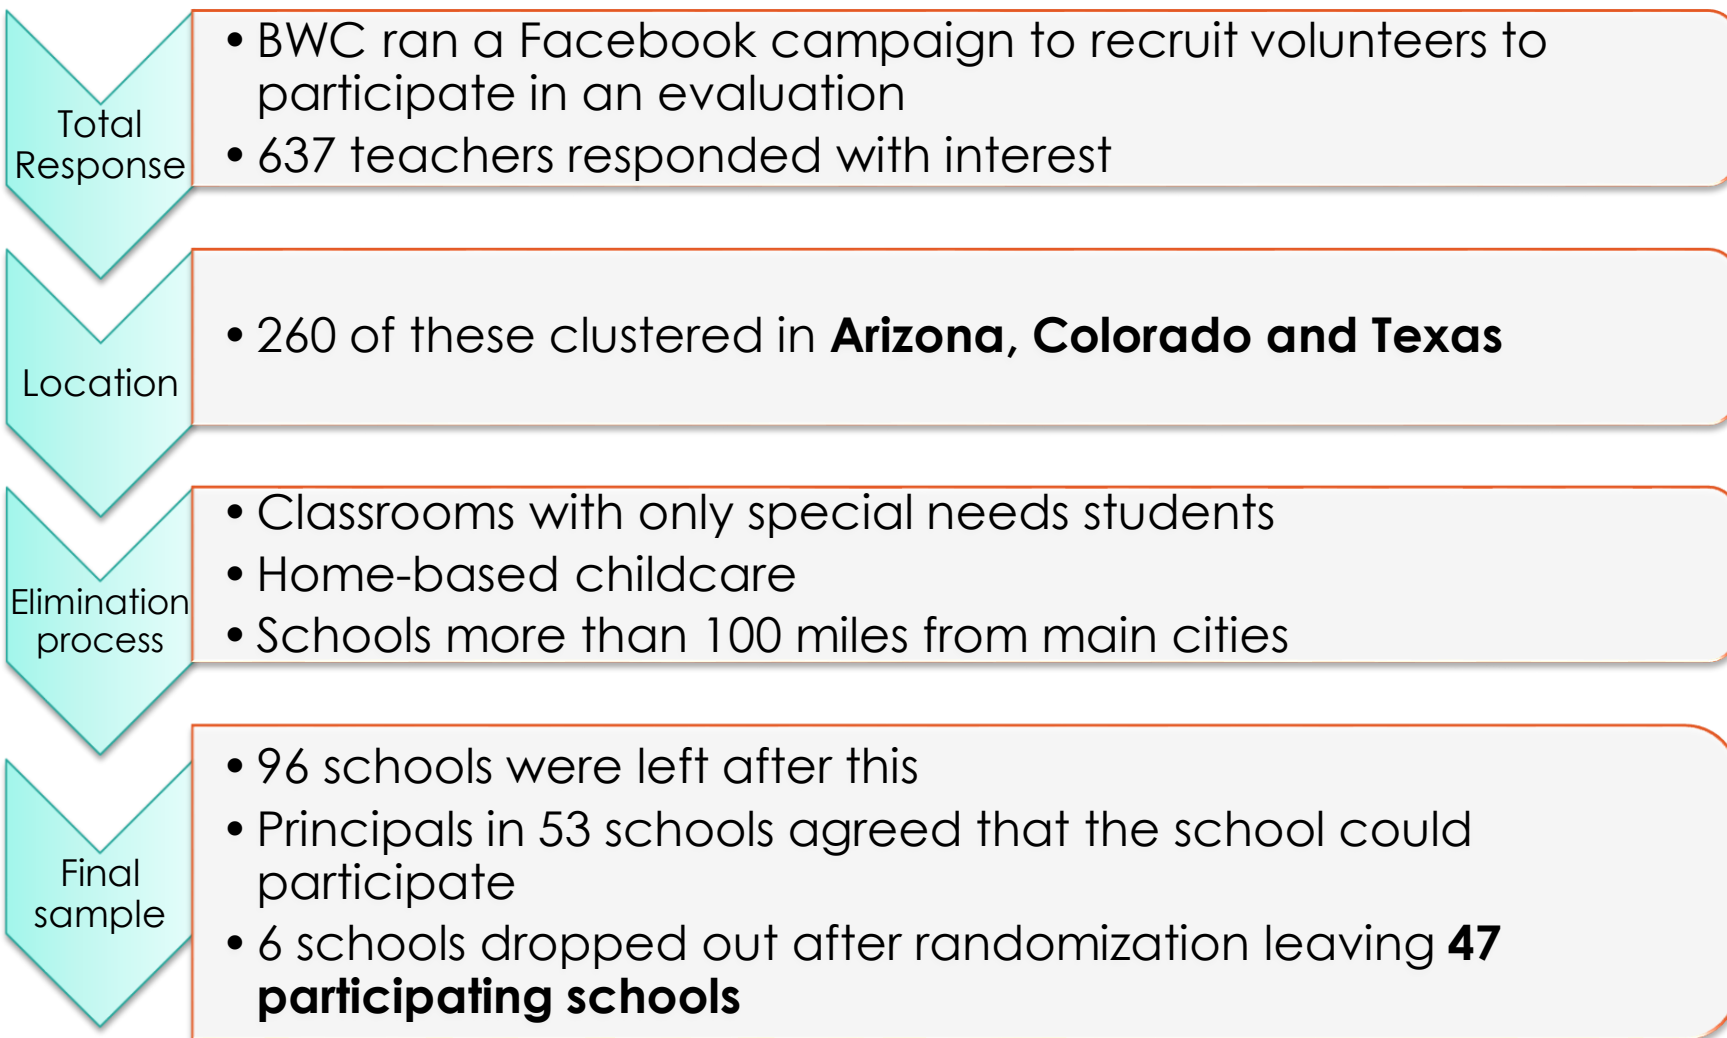 Total
Response
• BWC ran a Facebook campaign to recruit volunteers to
participate in an evaluation
• 637 teachers responded with interest
Location
• 260 of these clustered in Arizona, Colorado and Texas
Elimination
process
• Classrooms with only special needs students
• Home-based childcare
• Schools more than 100 miles from main cities
Final
sample
• 96 schools were left after this
• Principals in 53 schools agreed that the school could
participate
• 6 schools dropped out after randomization leaving 47
participating schools